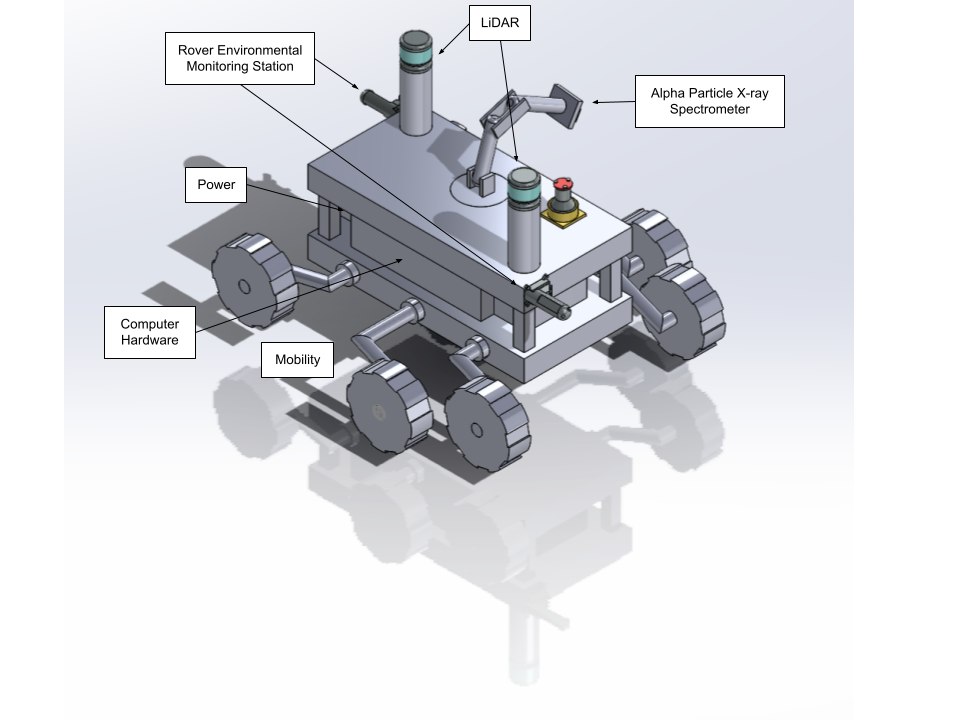 LiDAR
Rover Environmental
Monitoring Station
Alpha Particle X-ray
Spectrometer
Power
Computer
Hardware
Mobility